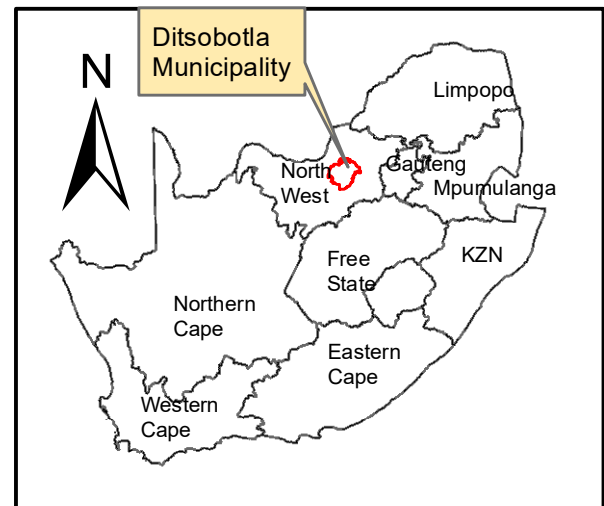 Ditsobotla
Municipality
N
Limpopo
Gauteng
Mpumulanga
North
West
KZN
Free
State
Northern
Cape
Eastern
Cape
Western
Cape